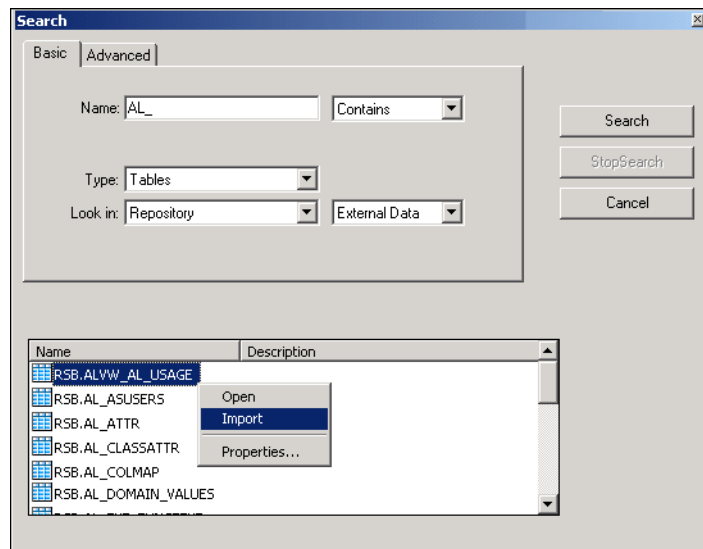 Search
Basic Advanced
Name: AL_ Contains
Search
StopSearch
Type: Tables
Look in: Repository External Data
Cancel
Name Description
RSB.ALVW_AL_USAGE
RSB.AL_ASUSERS
RSB.AL_ATTR
RSB.AL_CLASSATTR
RSB.AL_COLMAP
RSB.AL_DOMAIN_VALUES
Open
Import
Properties...